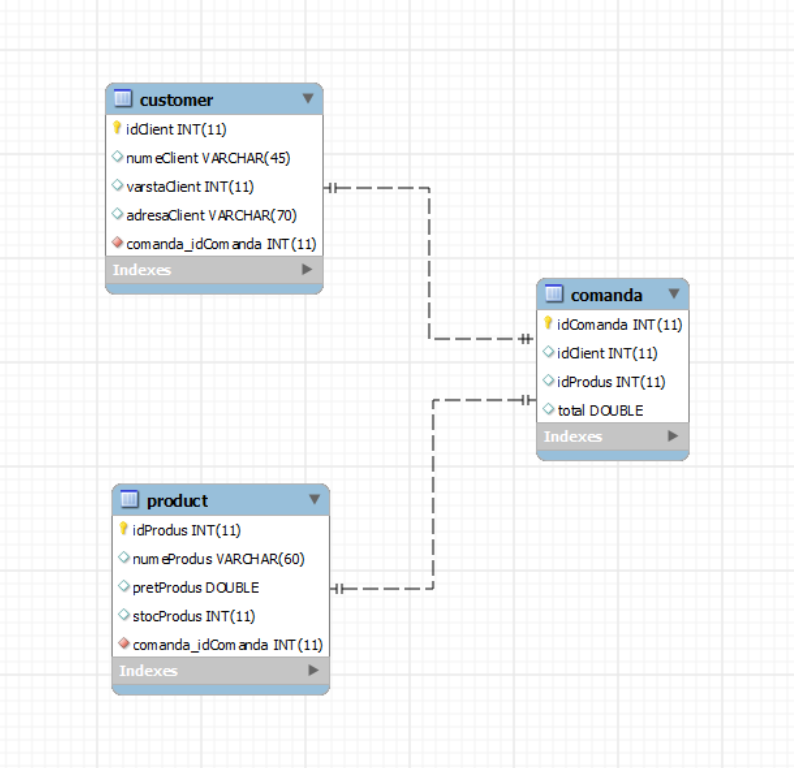 customer
idClient INT(11)
numeClient VARCHAR(45)
varstaClient INT(11)
adresaClient VARCHAR(70)
comanda_idComanda INT(11)
Indexes
comanda
idComanda INT(11)
idClient INT(11)
idProdus INT(11)
total DOUBLE
Indexes
product
idProdus INT(11)
numeProdus VARCHAR(60)
pretProdus DOUBLE
stocProdus INT(11)
comanda_idComanda INT(11)
Indexes